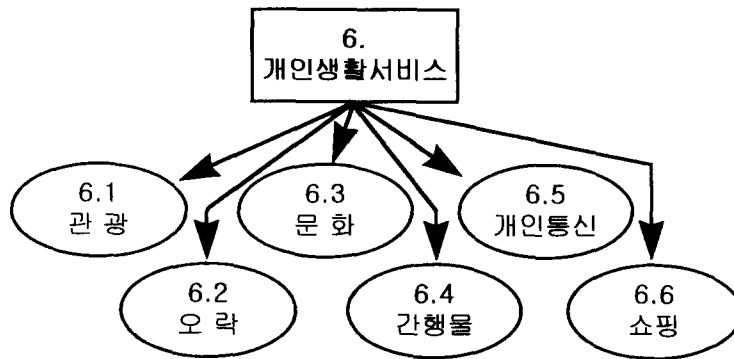 6.
개인생활서비스
6.1
관 광
6.3
문 화
6.5
개인통신
6.2
오 락
6.4
간행물
6.6
쇼핑